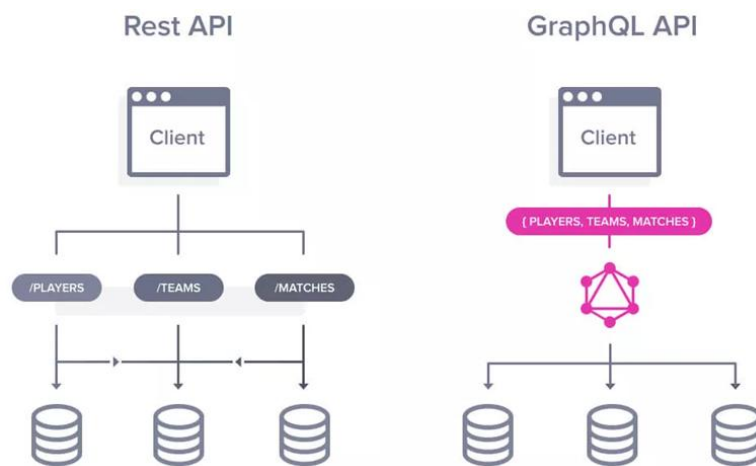 Rest API
GraphQL API
Client
Client
{ PLAYERS, TEAMS, MATCHES }
/PLAYERS
/TEAMS
/MATCHES